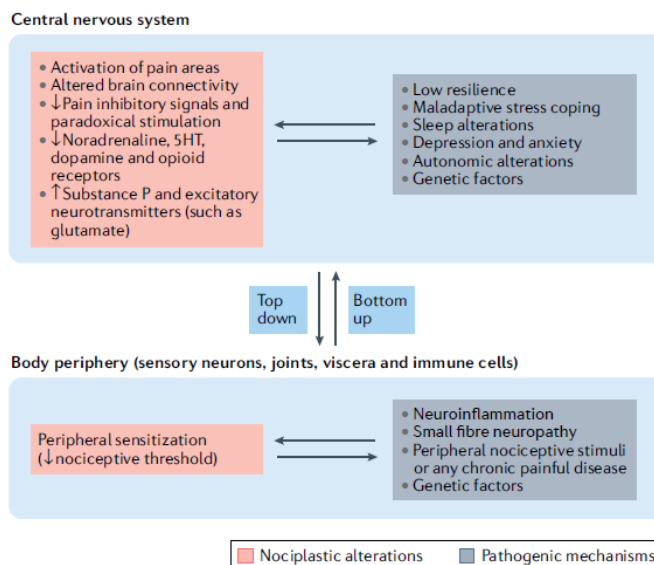 Central nervous system
• Activation of pain areas
• Altered brain connectivity
• ↓Pain inhibitory signals and
paradoxical stimulation
• ↓Noradrenaline, 5HT,
dopamine and opioid
receptors
• ↑Substance P and excitatory
neurotransmitters (such as
glutamate)
• Low resilience
• Maladaptive stress coping
• Sleep alterations
• Depression and anxiety
• Autonomic alterations
• Genetic factors
Top
down
Bottom
up
Body periphery (sensory neurons, joints, viscera and immune cells)
Peripheral sensitization
(↓nociceptive threshold)
• Neuroinflammation
• Small fibre neuropathy
• Peripheral nociceptive stimuli
or any chronic painful disease
• Genetic factors
Nociplastic alterations
Pathogenic mechanisms